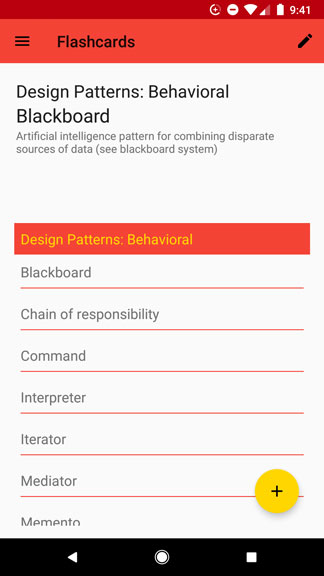 9:41
Flashcards
Design Patterns: Behavioral
Blackboard
Artificial intelligence pattern for combining disparate
sources of data (see blackboard system)
Design Patterns: Behavioral
Blackboard
Chain of responsibility
Command
Interpreter
Iterator
Mediator
Memento